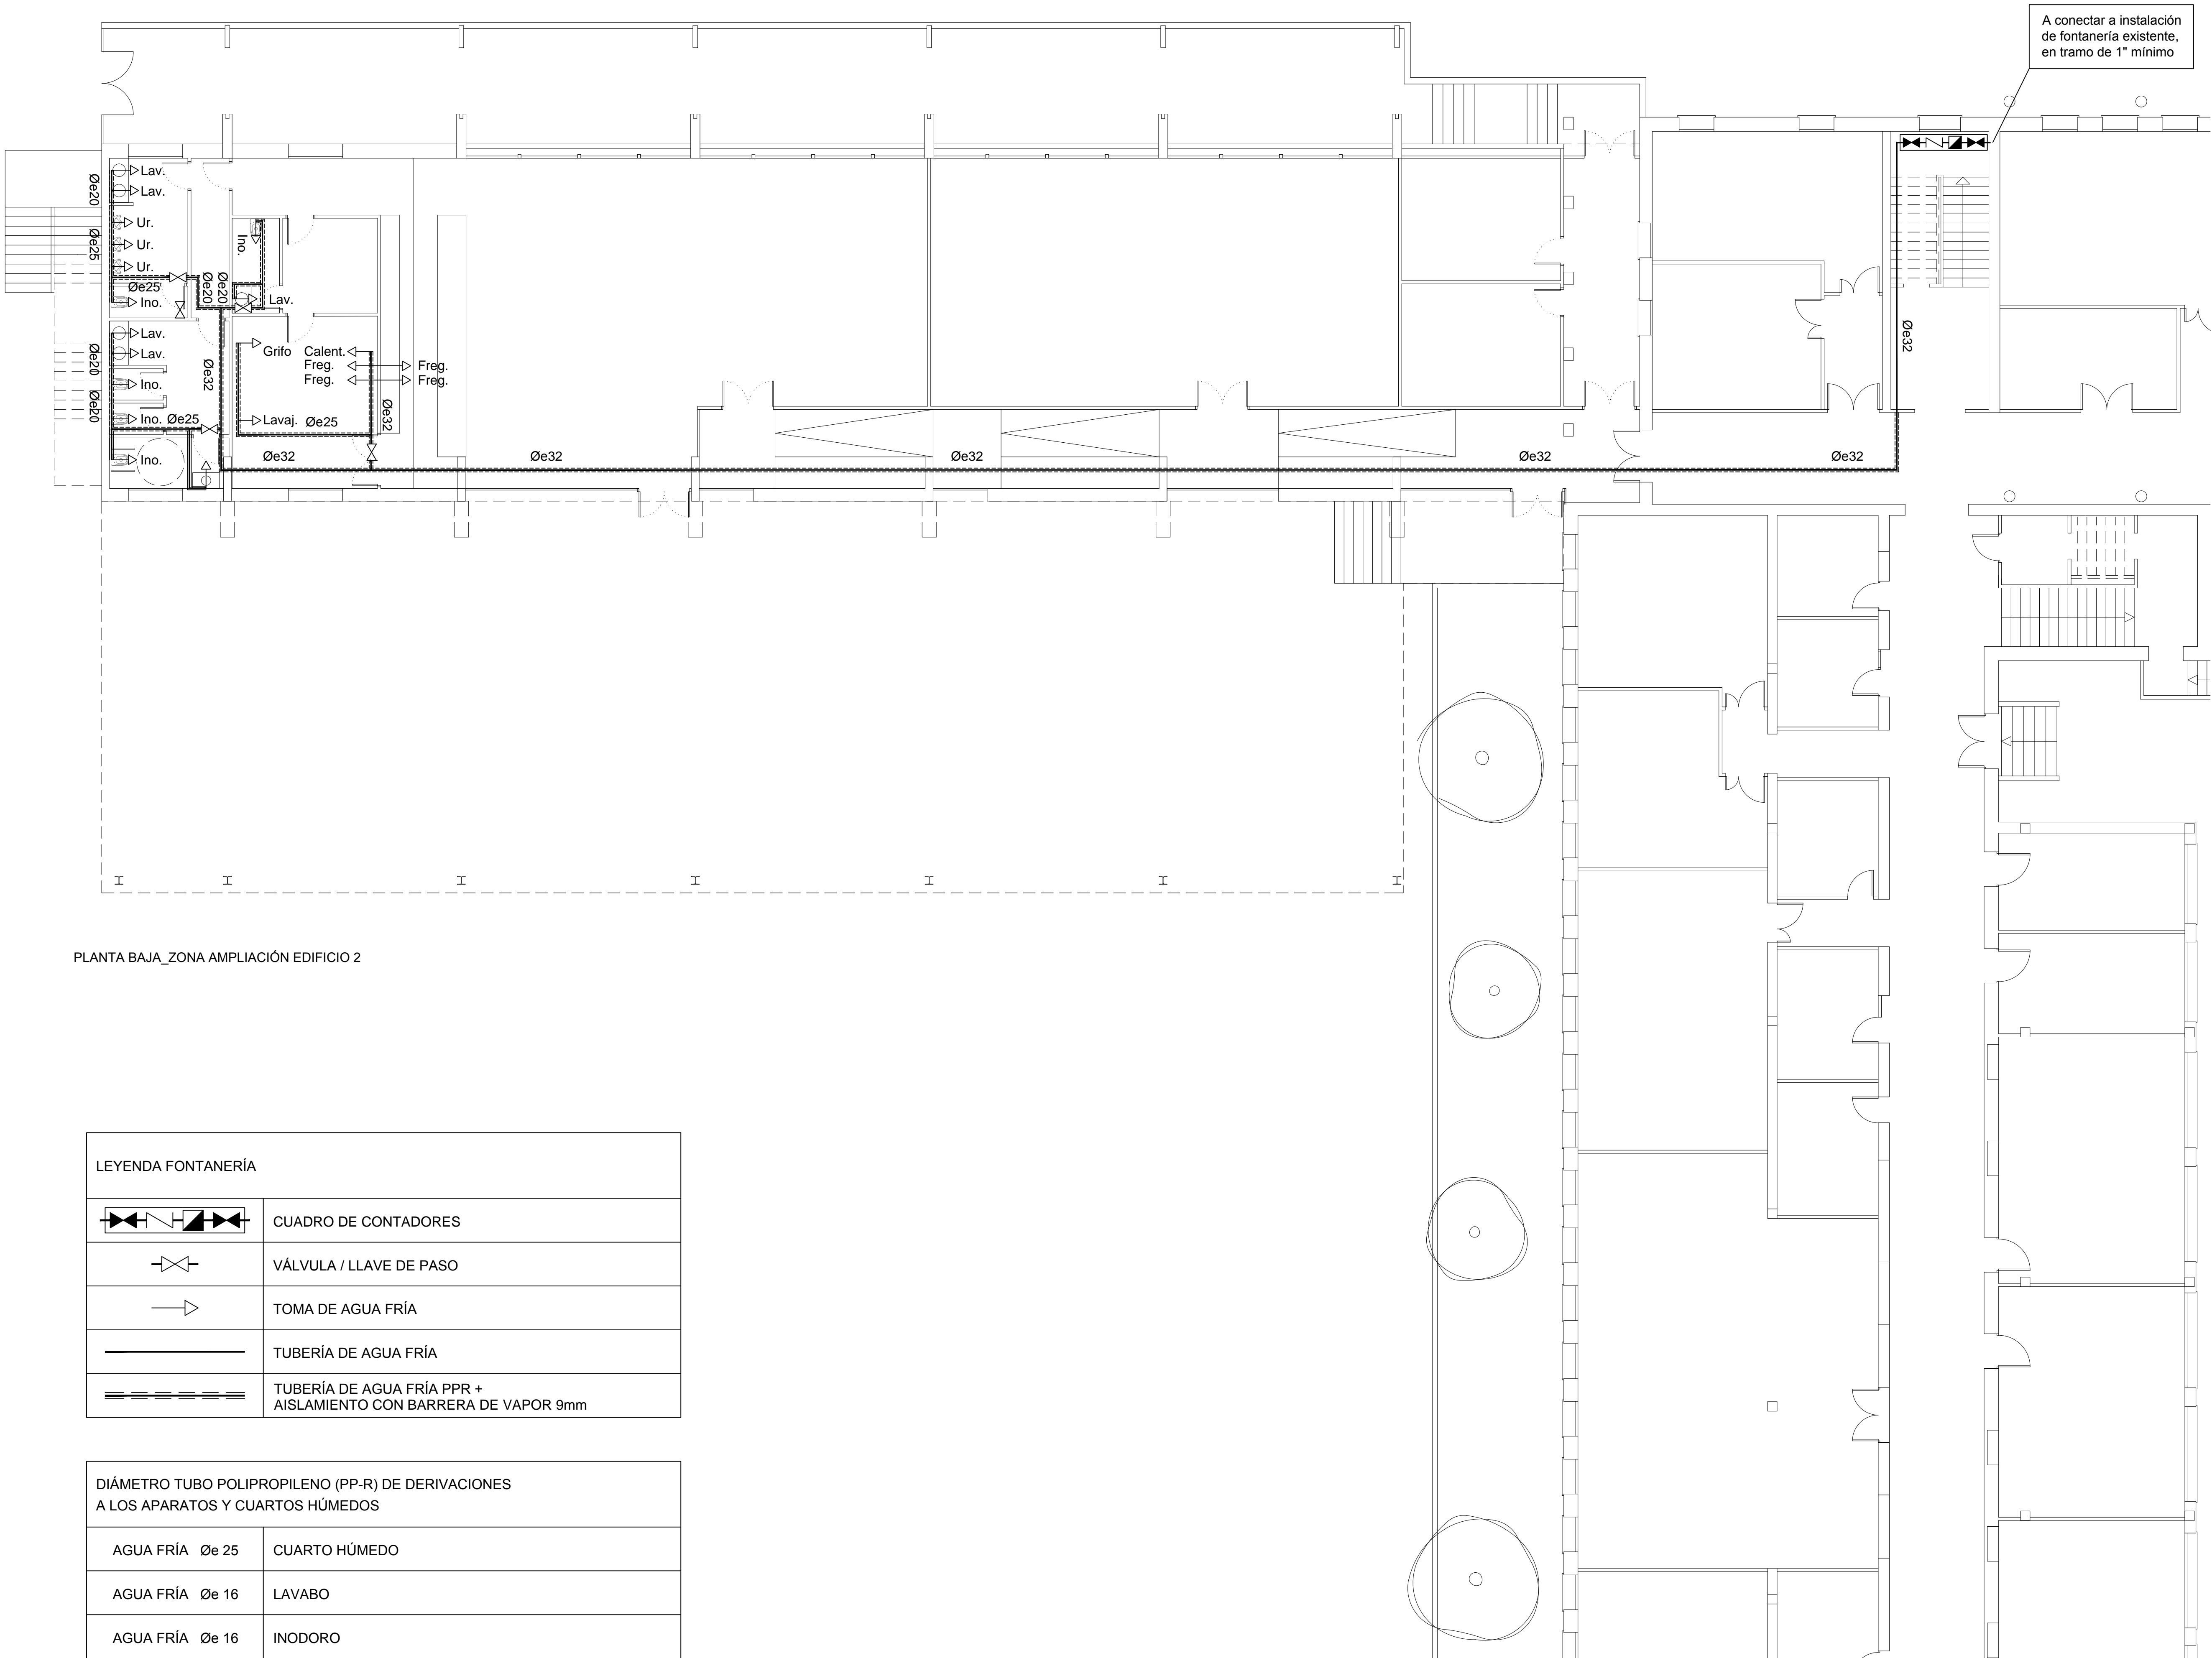 A conectar a instalación
de fontanería existente,
en tramo de 1" mínimo
Lav.
Øe20
Lav.
Ur.
Øe25
Ur.
Ino.
Ur.
Øe20
Øe20
Øe25
Ino.
Lav.
Lav.
Lav.
Øe20
Øe32
Grifo
Calent.
Freg.
Freg.
Freg.
Freg.
Ino.
Øe20
Ino.
Øe25
Lavaj.
Øe25
Øe32
Ino.
Øe32
Øe32
Øe32
Øe32
Øe32
Øe32
PLANTA BAJA_ZONA AMPLIACIÓN EDIFICIO 2
LEYENDA FONTANERÍA
CUADRO DE CONTADORES
VÁLVULA / LLAVE DE PASO
TOMA DE AGUA FRÍA
TUBERÍA DE AGUA FRÍA
TUBERÍA DE AGUA FRÍA PPR +
AISLAMIENTO CON BARRERA DE VAPOR 9mm
DIÁMETRO TUBO POLIPROPILENO (PP-R) DE DERIVACIONES
A LOS APARATOS Y CUARTOS HÚMEDOS
AGUA FRÍA Øe 25
CUARTO HÚMEDO
AGUA FRÍA Øe 16
LAVABO
AGUA FRÍA Øe 16
INODORO